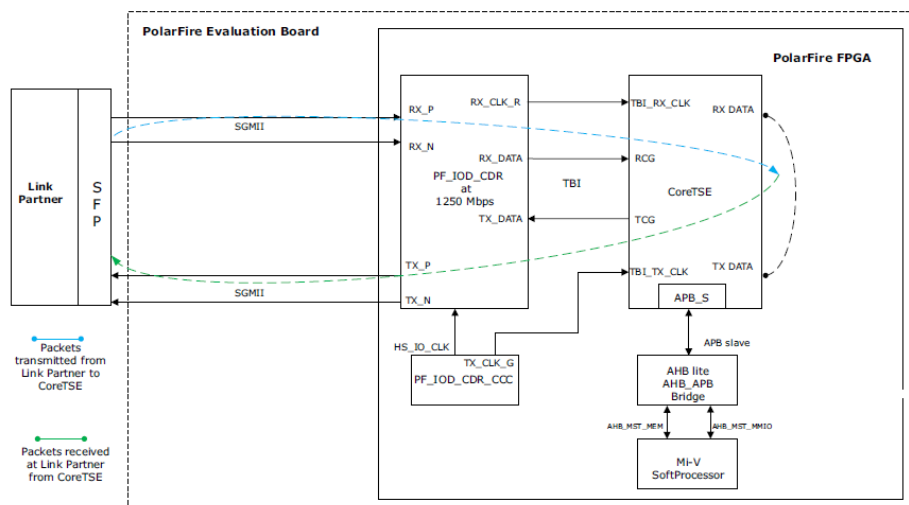 PolarFire Evaluation Board
PolarFire FPGA
Link
Partner
S
F
P
SGMII
SGMII
RX_P
RX_N
RX_CLK_R
RX_DATA
PF_IOD_CDR
at
1250 Mbps
TX_DATA
TX_P
TX_N
TBI
TBI_RX_CLK
RX DATA
RCG
CoreTSE
TCG
TX DATA
TBI_TX_CLK
APB_S
APB slave
HS_IO_CLK
TX_CLK_G
PF_IOD_CDR_CCC
AHB lite
AHB_APB
Bridge
AHB_MST_MEM
AHB_MST_MMIO
Mi-V
SoftProcessor
Packets
transmitted from
Link Partner to
CoreTSE
Packets received
at Link Partner
from CoreTSE